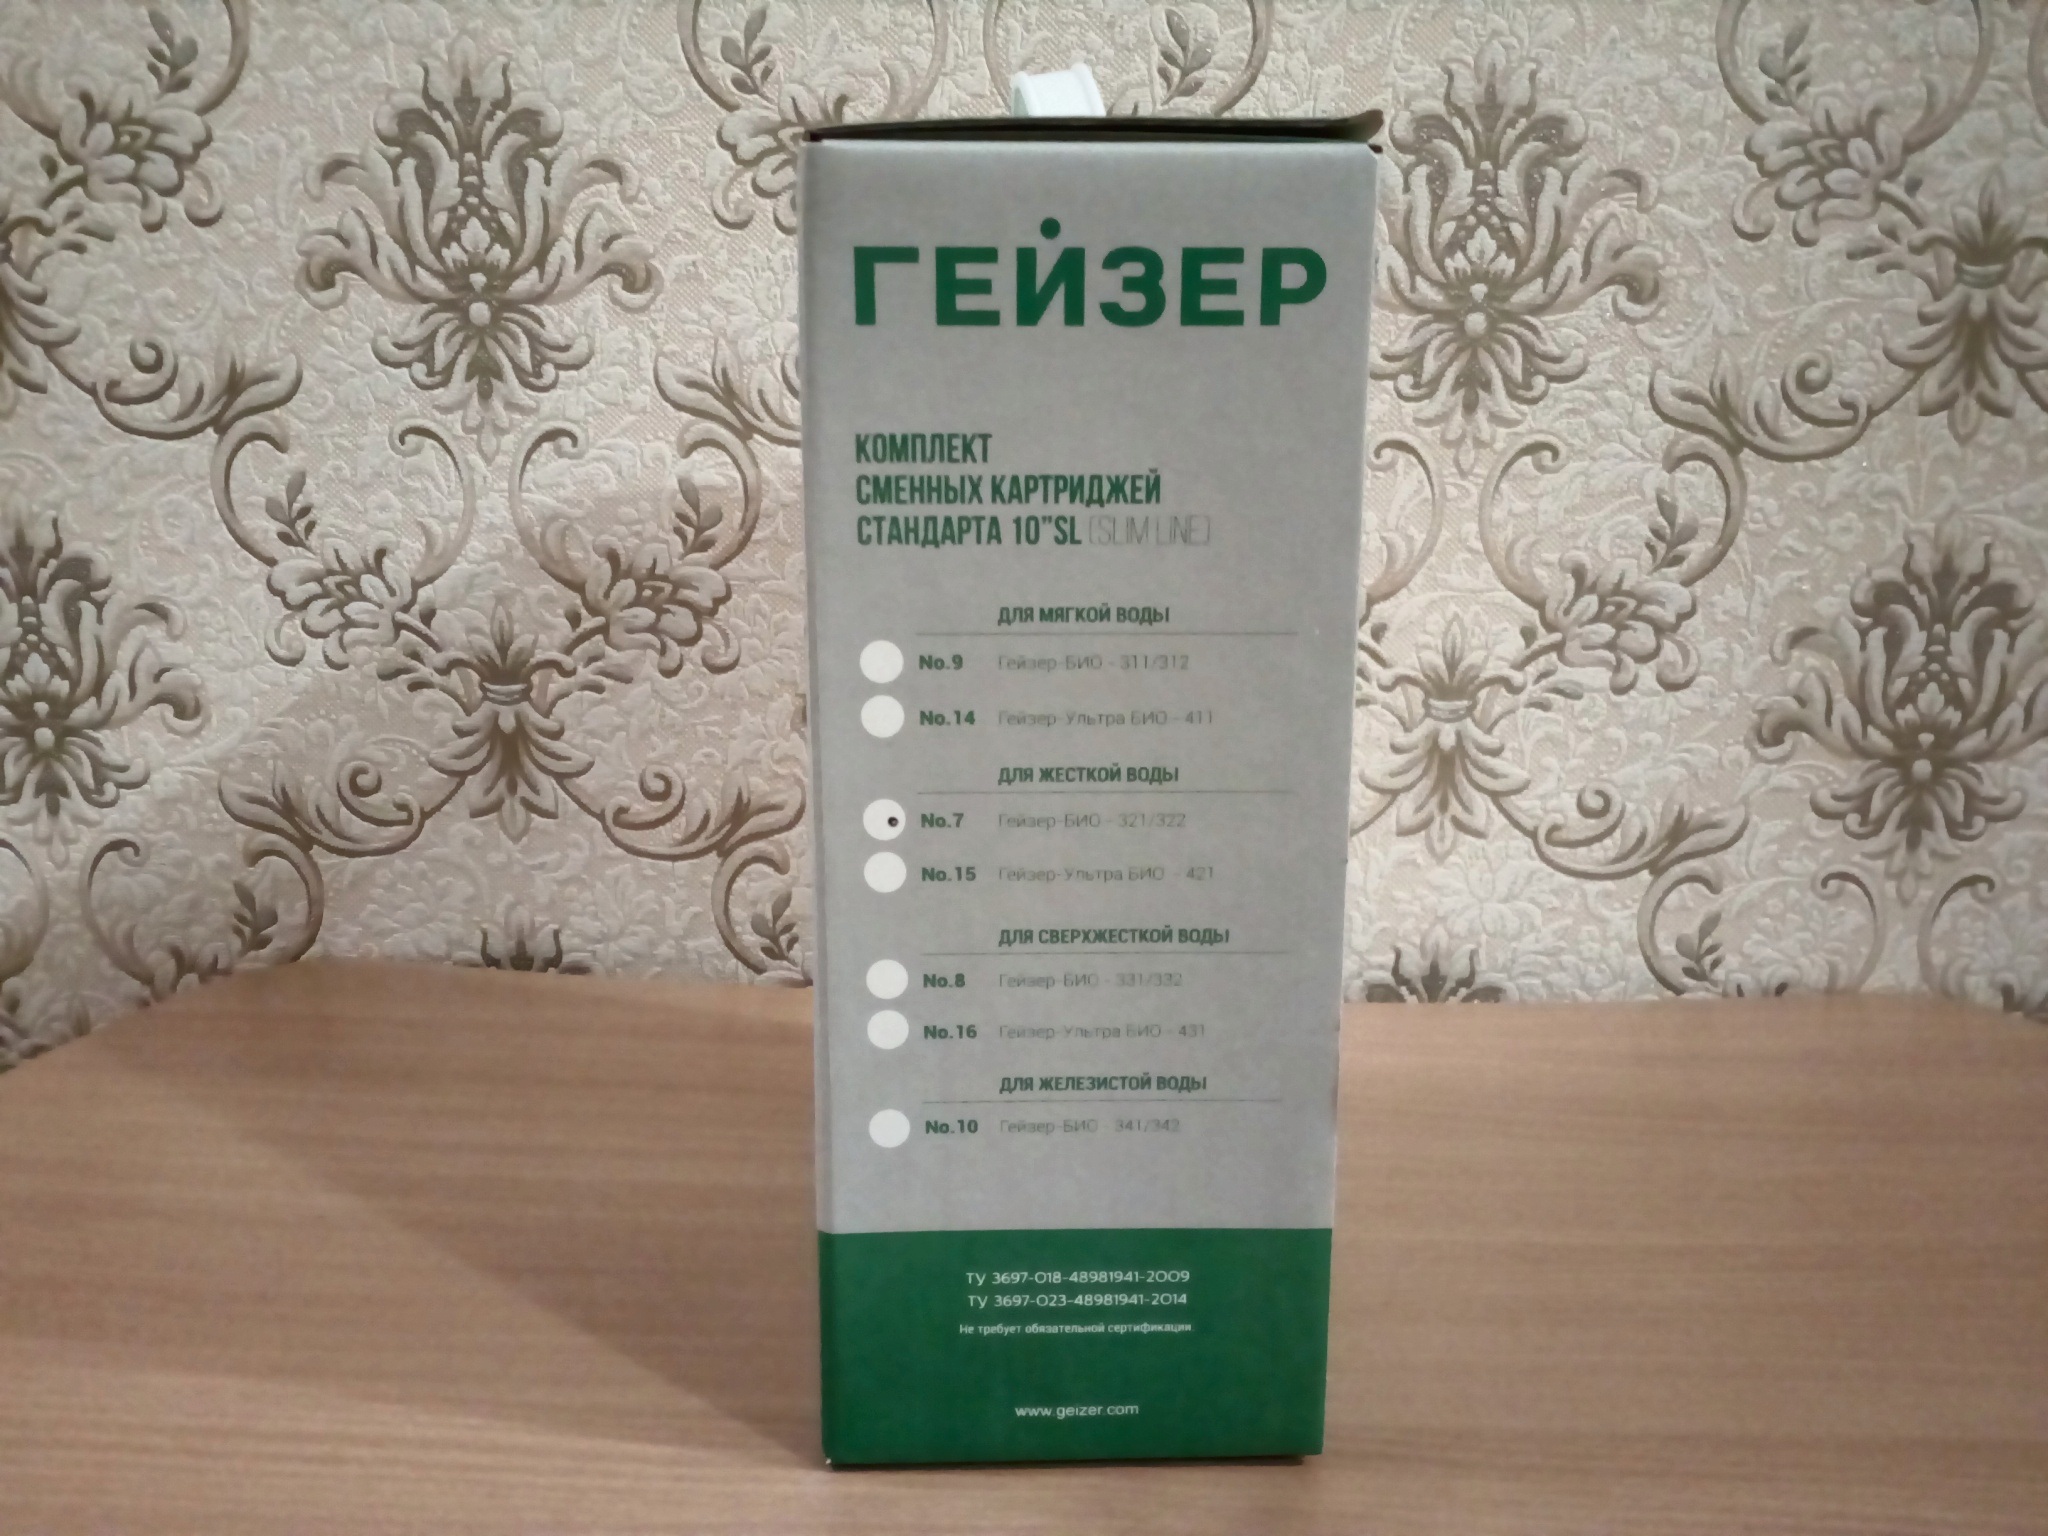 ГЕЙЗЕР
КОМПЛЕКТ
СМЕННЫХ КАРТРИДЖЕЙ
СТАНДАРТА 10"SL (SLIM LINE)
ДЛЯ МЯГКОЙ ВОДЫ
No.9 Гейзер-БИО - 311/312
No.14 Гейзер-Ультра БИО - 411
ДЛЯ ЖЕСТКОЙ ВОДЫ
No.7 Гейзер-БИО - 321/322
No.15 Гейзер-Ультра БИО - 421
ДЛЯ СВЕРХЖЕСТКОЙ ВОДЫ
No.8 Гейзер-БИО - 331/332
No.16 Гейзер-Ультра БИО - 431
ДЛЯ ЖЕЛЕЗИСТОЙ ВОДЫ
No.10 Гейзер-БИО - 341/342
ТУ 3697-018-48981941-2009
ТУ 3697-023-48981941-2014
Не требует обязательной сертификации.
www.geizer.com